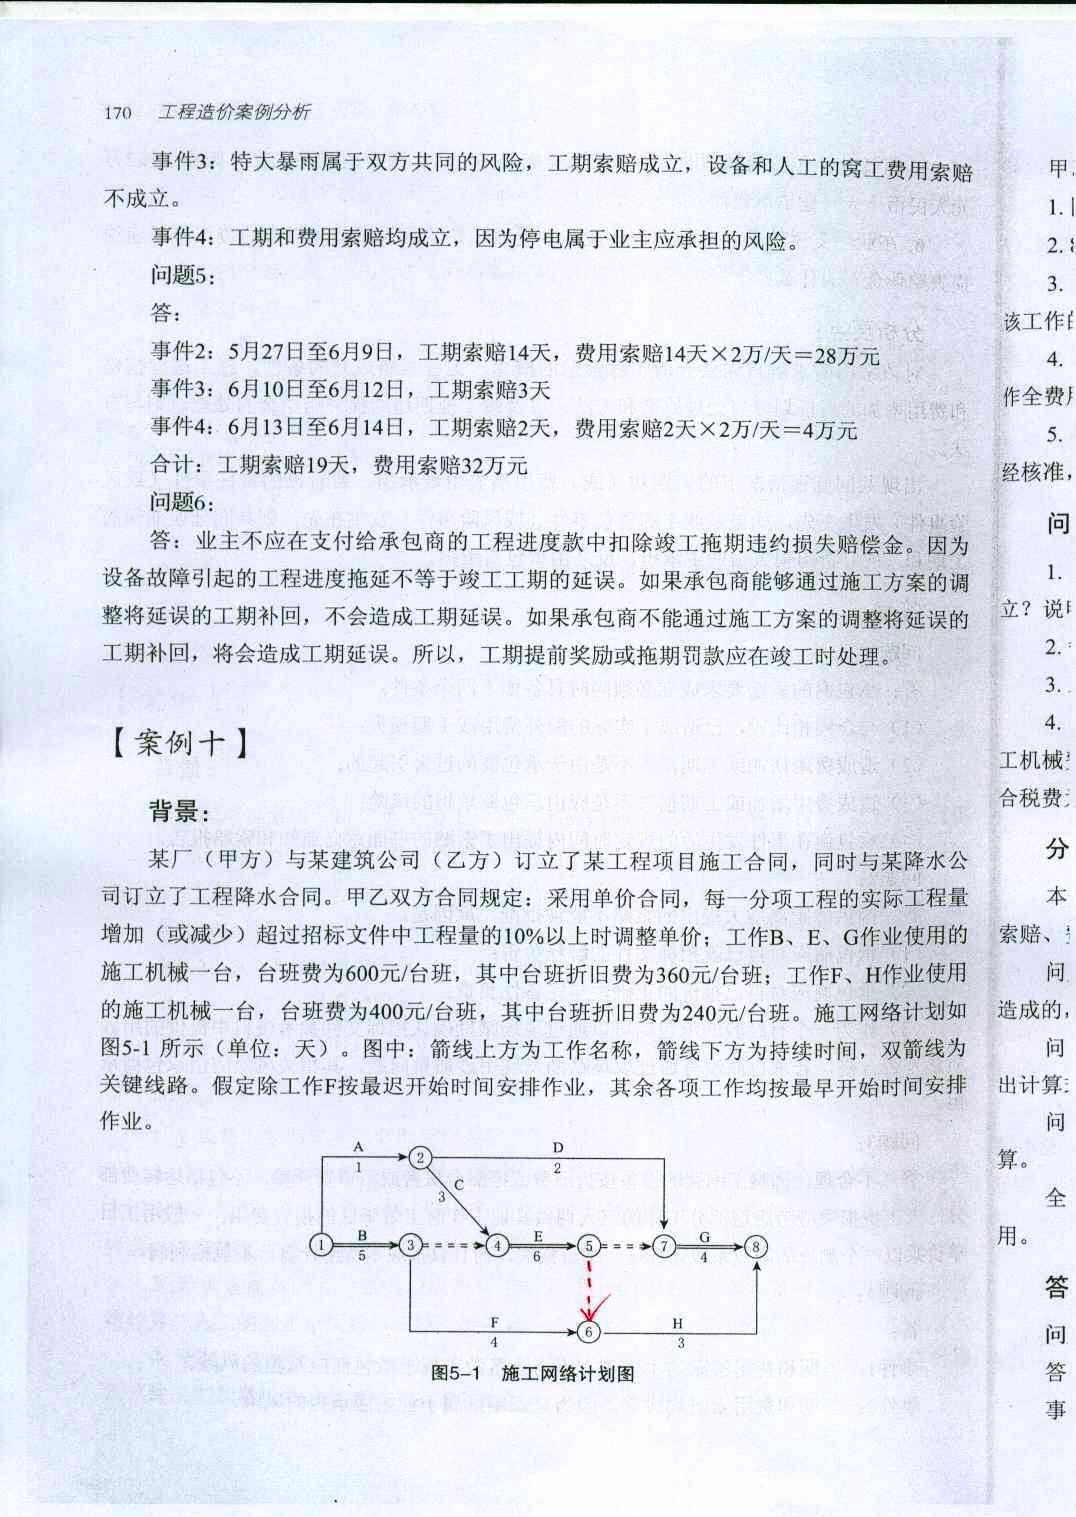 170 工程造价案例分析
事件3：特大暴雨属于双方共同的风险，工期索赔成立，设备和人工的窝工费用索赔
不成立。
事件4：工期和费用索赔均成立，因为停电属于业主应承担的风险。
问题5：
答：
事件2：5月27日至6月9日，工期索赔14天，费用索赔14天×2万/天＝28万元
事件3：6月10日至6月12日，工期索赔3天
事件4：6月13日至6月14日，工期索赔2天，费用索赔2天×2万/天＝4万元
合计：工期索赔19天，费用索赔32万元
问题6：
答：业主不应在支付给承包商的工程进度款中扣除竣工拖期违约损失赔偿金。因为
设备故障引起的工程进度拖延不等于竣工工期的延误。如果承包商能够通过施工方案的调
整将延误的工期补回，不会造成工期延误。如果承包商不能通过施工方案的调整将延误的
工期补回，将会造成工期延误。所以，工期提前奖励或拖期罚款应在竣工时处理。
【案例十】
背景：
某厂（甲方）与某建筑公司（乙方）订立了某工程项目施工合同，同时与某降水公
司订立了工程降水合同。甲乙双方合同规定：采用单价合同，每一分项工程的实际工程量
增加（或减少）超过招标文件中工程量的10%以上时调整单价；工作B、E、G作业使用的
施工机械一台，台班费为600元/台班，其中台班折旧费为360元/台班；工作F、H作业使用
的施工机械一台，台班费为400元/台班，其中台班折旧费为240元/台班。施工网络计划如
图5-1 所示（单位：天）。图中：箭线上方为工作名称，箭线下方为持续时间，双箭线为
关键线路。假定除工作F按最迟开始时间安排作业，其余各项工作均按最早开始时间安排
作业。
A 1 ② D 2
C 3
① B 5 ③ ④ E 6 ⑤ ⑦ G 4 ⑧
F 4 ⑥ H 3
图5-1 施工网络计划图
甲
1.
2.
3.
该工作
4.
作全费
5.
经核准，
问
1.
立？说
2.
3.
4.
工机械
合税费
分
本
索赔、
问
造成的，
问
出计算
问
算。
全
用。
答
问
答
事